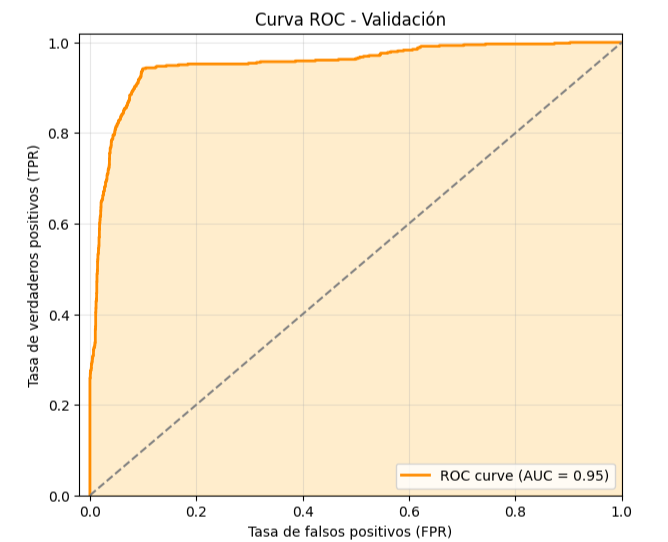 Curva ROC - Validación
Tasa de verdaderos positivos (TPR)
1.0
0.8
0.6
0.4
0.2
0.0
ROC curve (AUC = 0.95)
0.0 0.2 0.4 0.6 0.8 1.0
Tasa de falsos positivos (FPR)